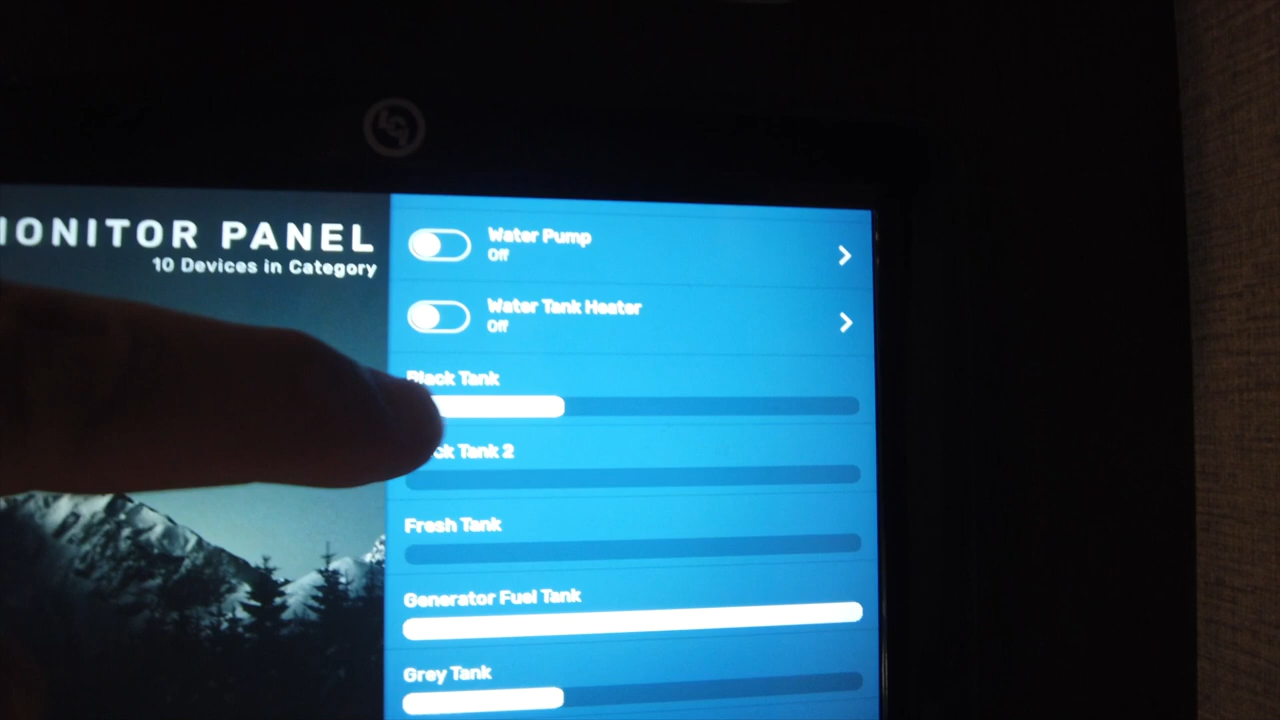 MONITOR PANEL
10 Devices in Category
Water Pump
Off
Water Tank Heater
Off
Black Tank
Tank 2
Fresh Tank
Generator Fuel Tank
Grey Tank